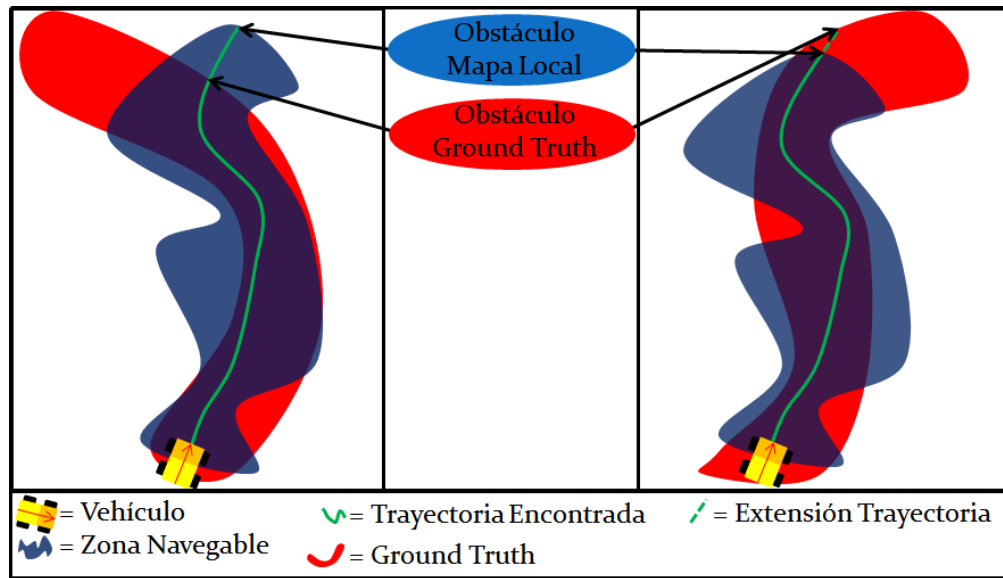 Obstáculo
Mapa Local
Obstáculo
Ground Truth
= Vehículo
= Trayectoria Encontrada
= Extensión Trayectoria
= Zona Navegable
= Ground Truth